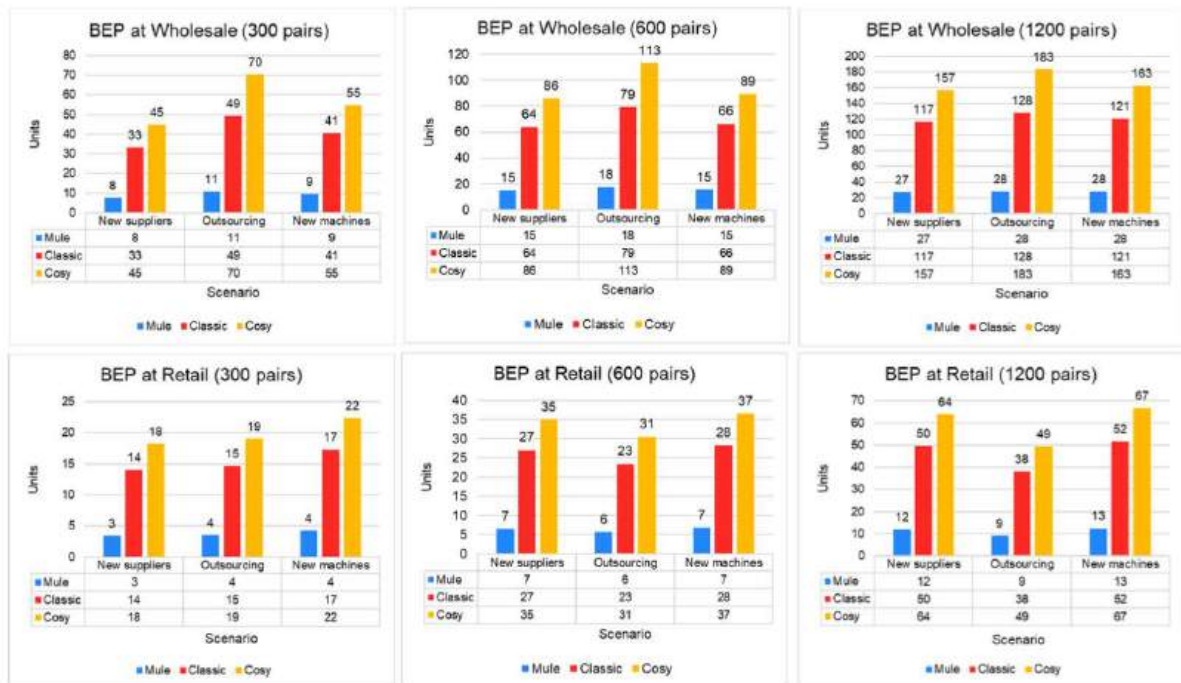 BEP at Wholesale (300 pairs)
80
70
60
50
40
30
20
10
0
Units
8 33 45
11 49 70
9 41 55
New suppliers Outsourcing New machines
Mule 8 11 9
Classic 33 49 41
Cosy 45 70 55
Scenario
Mule Classic Cosy
BEP at Wholesale (600 pairs)
120
100
80
60
40
20
0
Units
15 64 86
18 79 113
15 66 89
New suppliers Outsourcing New machines
Mule 15 18 15
Classic 64 79 66
Cosy 86 113 89
Scenario
Mule Classic Cosy
BEP at Wholesale (1200 pairs)
200
180
160
140
120
100
80
60
40
20
0
Units
27 117 157
28 128 183
28 121 163
New suppliers Outsourcing New machines
Mule 27 28 28
Classic 117 128 121
Cosy 157 183 163
Scenario
Mule Classic Cosy
BEP at Retail (300 pairs)
25
20
15
10
5
0
Units
3 14 18
4 15 19
4 17 22
New suppliers Outsourcing New machines
Mule 3 4 4
Classic 14 15 17
Cosy 18 19 22
Scenario
Mule Classic Cosy
BEP at Retail (600 pairs)
40
35
30
25
20
15
10
5
0
Units
7 27 35
6 23 31
7 28 37
New suppliers Outsourcing New machines
Mule 7 6 7
Classic 27 23 28
Cosy 35 31 37
Scenario
Mule Classic Cosy
BEP at Retail (1200 pairs)
70
60
50
40
30
20
10
0
Units
12 50 64
9 38 49
13 52 67
New suppliers Outsourcing New machines
Mule 12 9 13
Classic 50 38 52
Cosy 64 49 67
Scenario
Mule Classic Cosy